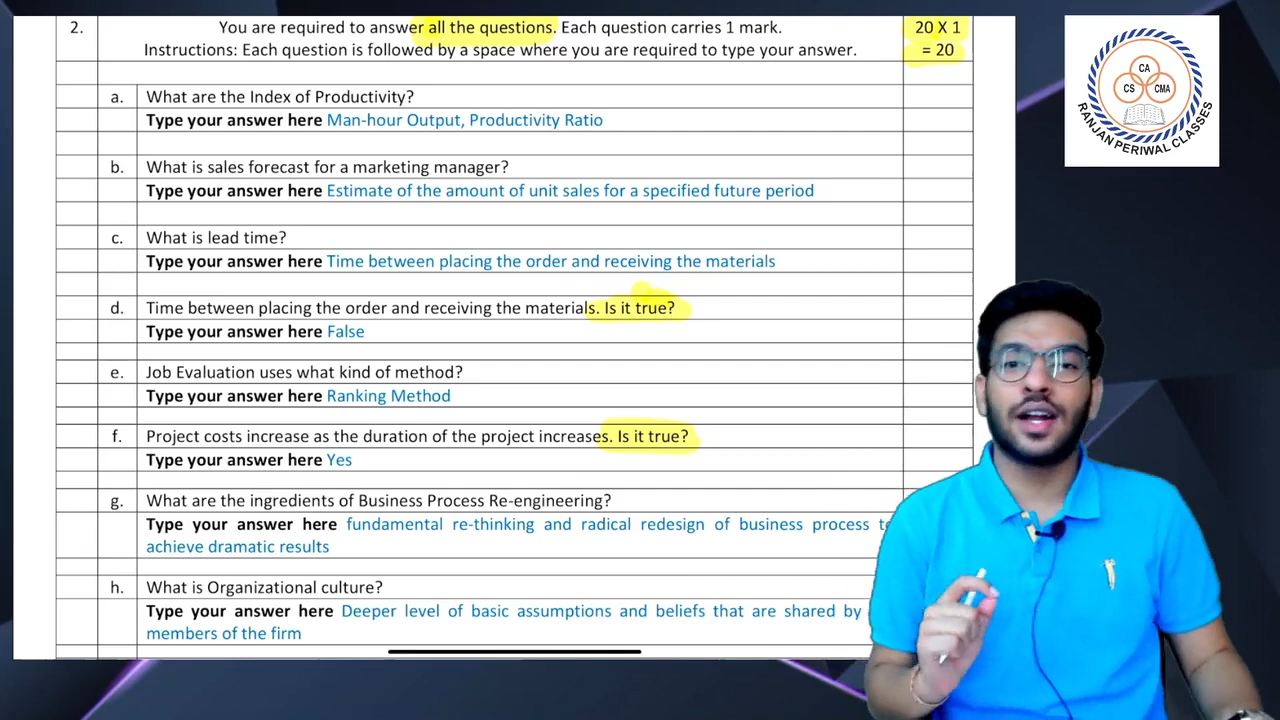 2. You are required to answer all the questions. Each question carries 1 mark. 20 X 1
Instructions: Each question is followed by a space where you are required to type your answer. = 20
a. What are the Index of Productivity?
Type your answer here Man-hour Output, Productivity Ratio
b. What is sales forecast for a marketing manager?
Type your answer here Estimate of the amount of unit sales for a specified future period
c. What is lead time?
Type your answer here Time between placing the order and receiving the materials
d. Time between placing the order and receiving the materials. Is it true?
Type your answer here False
e. Job Evaluation uses what kind of method?
Type your answer here Ranking Method
f. Project costs increase as the duration of the project increases. Is it true?
Type your answer here Yes
g. What are the ingredients of Business Process Re-engineering?
Type your answer here fundamental re-thinking and radical redesign of business process
achieve dramatic results
h. What is Organizational culture?
Type your answer here Deeper level of basic assumptions and beliefs that are shared by
members of the firm
CA
CS CMA
RANJAN PERIWAL CLASSES